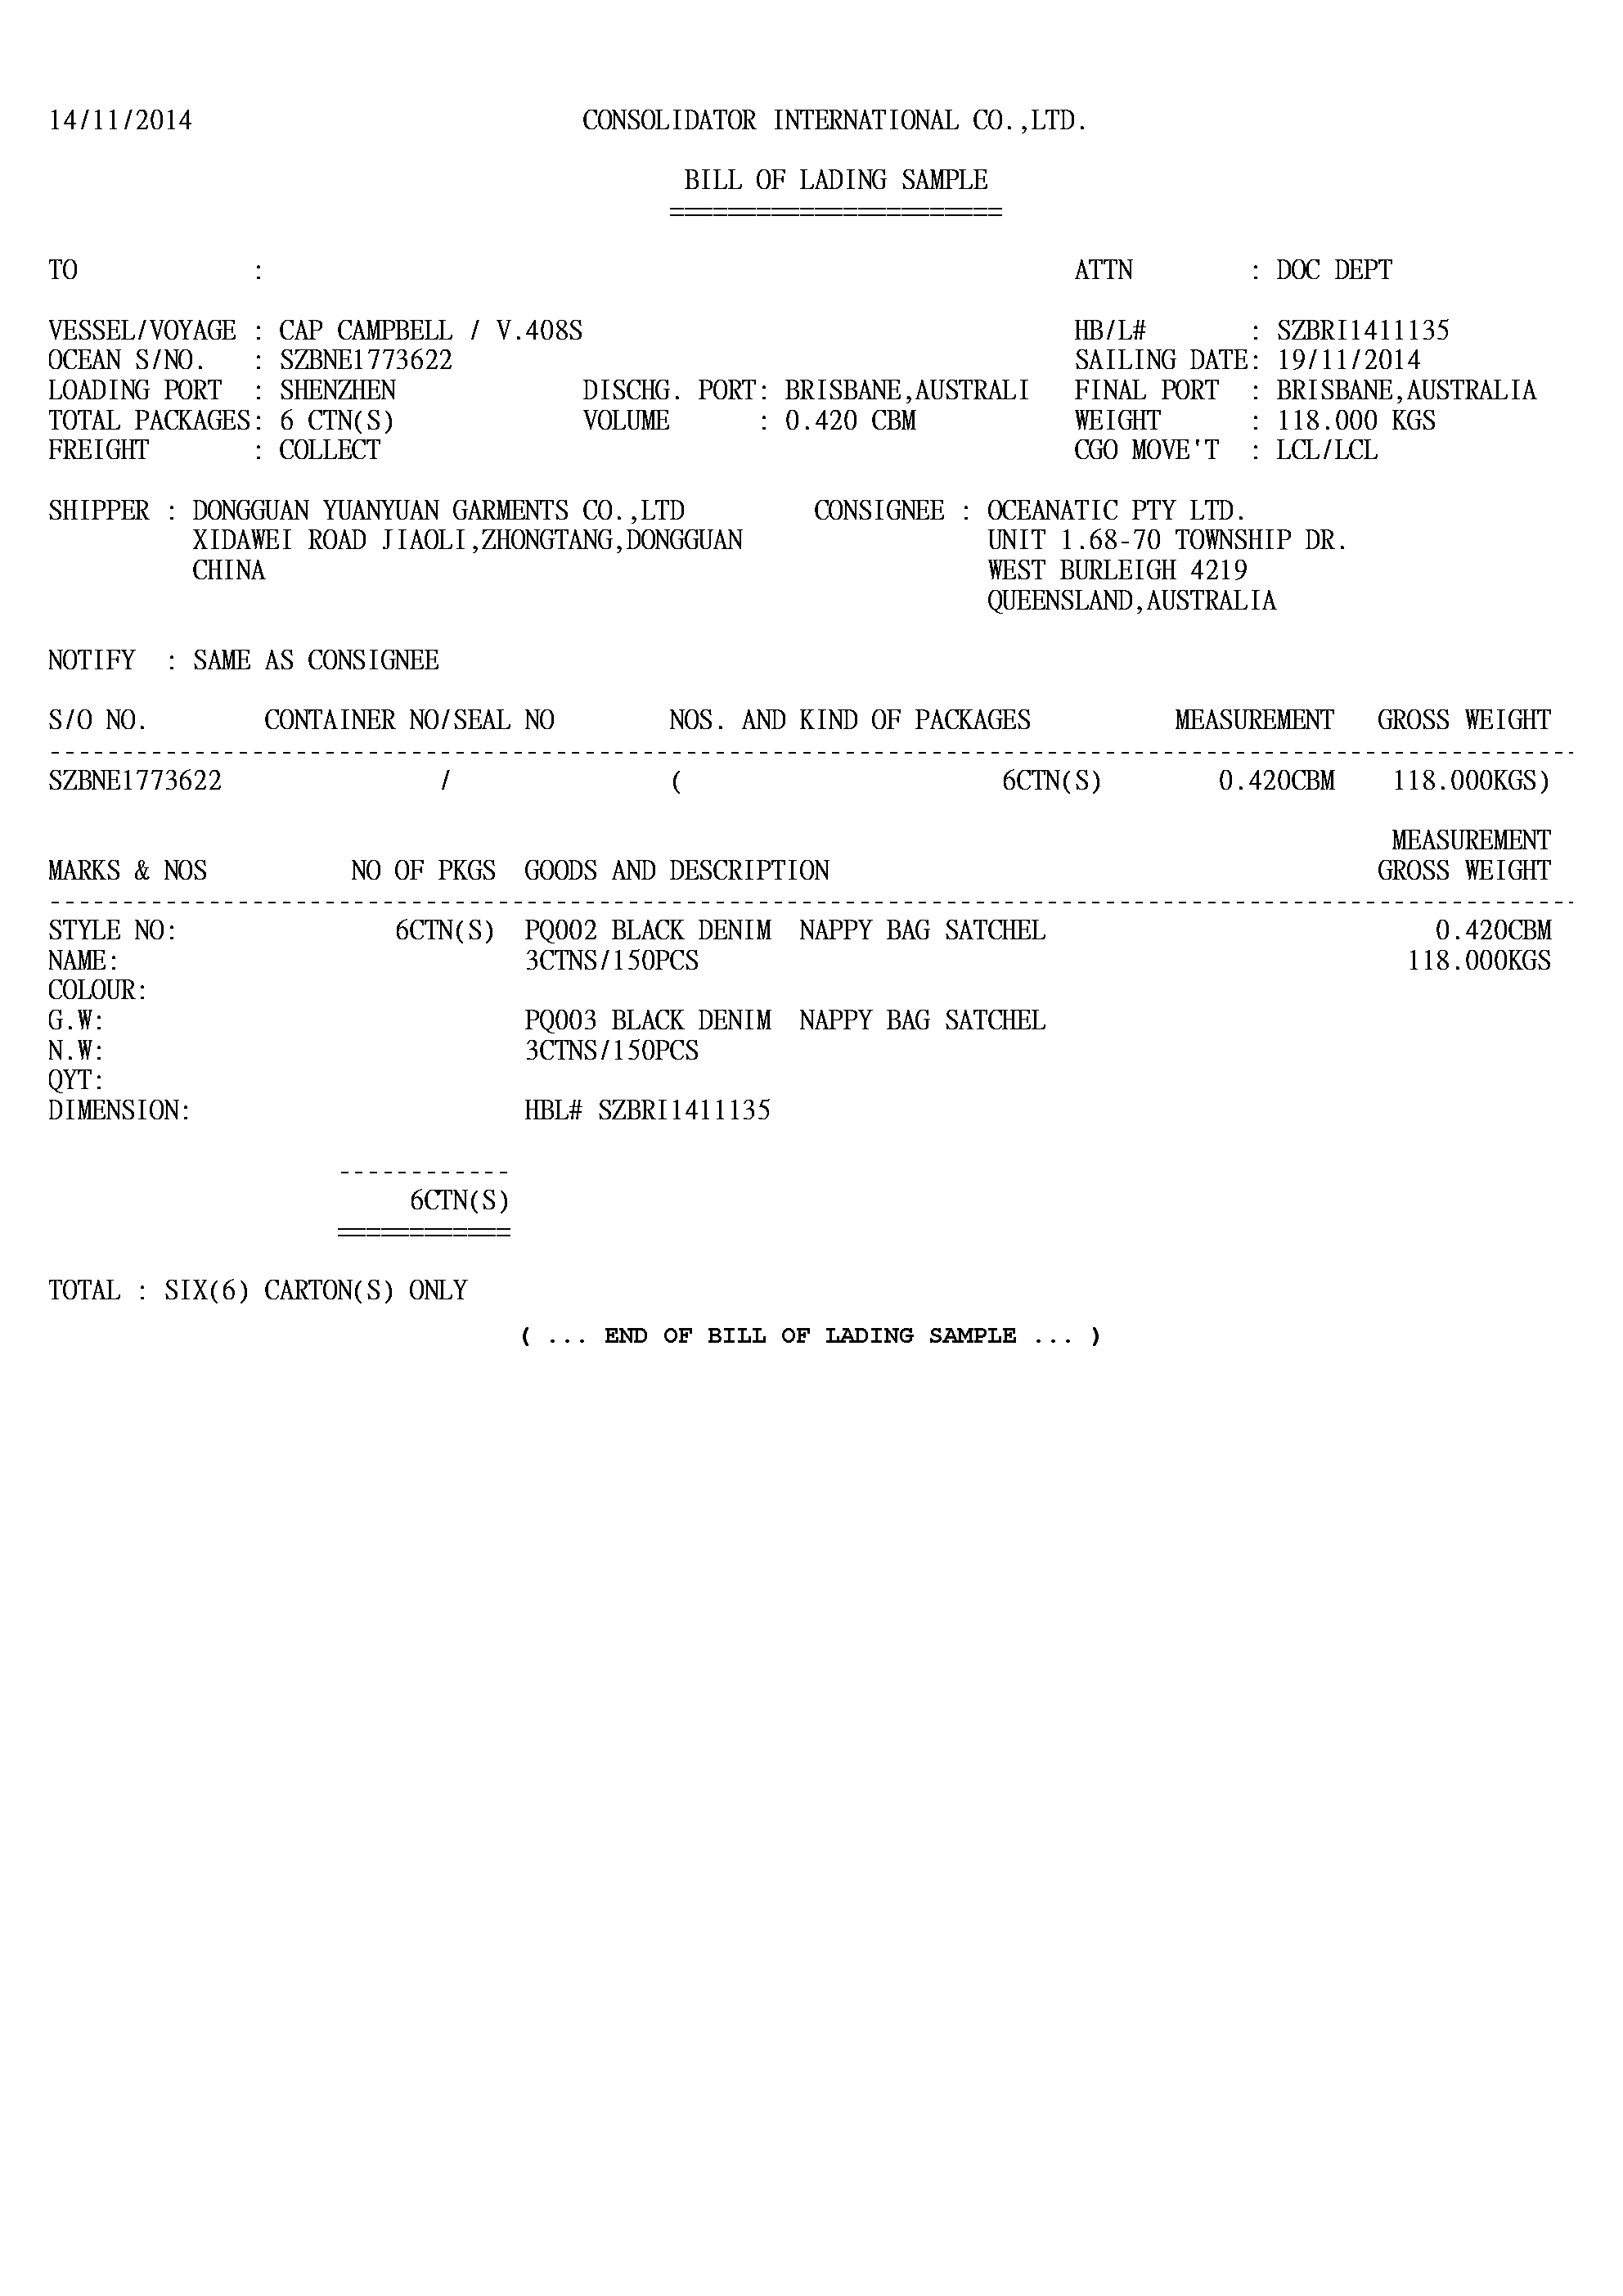 14/11/2014 CONSOLIDATOR INTERNATIONAL CO.,LTD.
BILL OF LADING SAMPLE
=======================
TO : ATTN : DOC DEPT
VESSEL/VOYAGE : CAP CAMPBELL / V.408S HB/L# : SZBRI1411135
OCEAN S/NO. : SZBNE1773622 SAILING DATE: 19/11/2014
LOADING PORT : SHENZHEN DISCHG. PORT: BRISBANE,AUSTRALI FINAL PORT : BRISBANE,AUSTRALIA
TOTAL PACKAGES: 6 CTN(S) VOLUME : 0.420 CBM WEIGHT : 118.000 KGS
FREIGHT : COLLECT CGO MOVE'T : LCL/LCL
SHIPPER : DONGGUAN YUANYUAN GARMENTS CO.,LTD CONSIGNEE : OCEANATIC PTY LTD.
XIDAWEI ROAD JIAOLI,ZHONGTANG,DONGGUAN UNIT 1.68-70 TOWNSHIP DR.
CHINA WEST BURLEIGH 4219
QUEENSLAND,AUSTRALIA
NOTIFY : SAME AS CONSIGNEE
S/O NO. CONTAINER NO/SEAL NO NOS. AND KIND OF PACKAGES MEASUREMENT GROSS WEIGHT
SZBNE1773622 / ( 6CTN(S) 0.420CBM 118.000KGS)
MEASUREMENT
MARKS & NOS NO OF PKGS GOODS AND DESCRIPTION GROSS WEIGHT
STYLE NO: 6CTN(S) PQ002 BLACK DENIM NAPPY BAG SATCHEL 0.420CBM
NAME: 3CTNS/150PCS 118.000KGS
COLOUR:
G.W: PQ003 BLACK DENIM NAPPY BAG SATCHEL
N.W: 3CTNS/150PCS
QYT:
DIMENSION: HBL# SZBRI1411135
------------
6CTN(S)
============
TOTAL : SIX(6) CARTON(S) ONLY
( ... END OF BILL OF LADING SAMPLE ... )